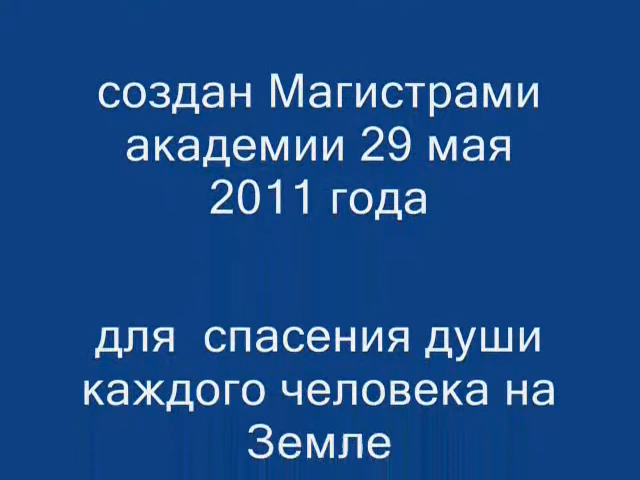 создан Магистрами
академии 29 мая
2011 года
для спасения души
каждого человека на
Земле